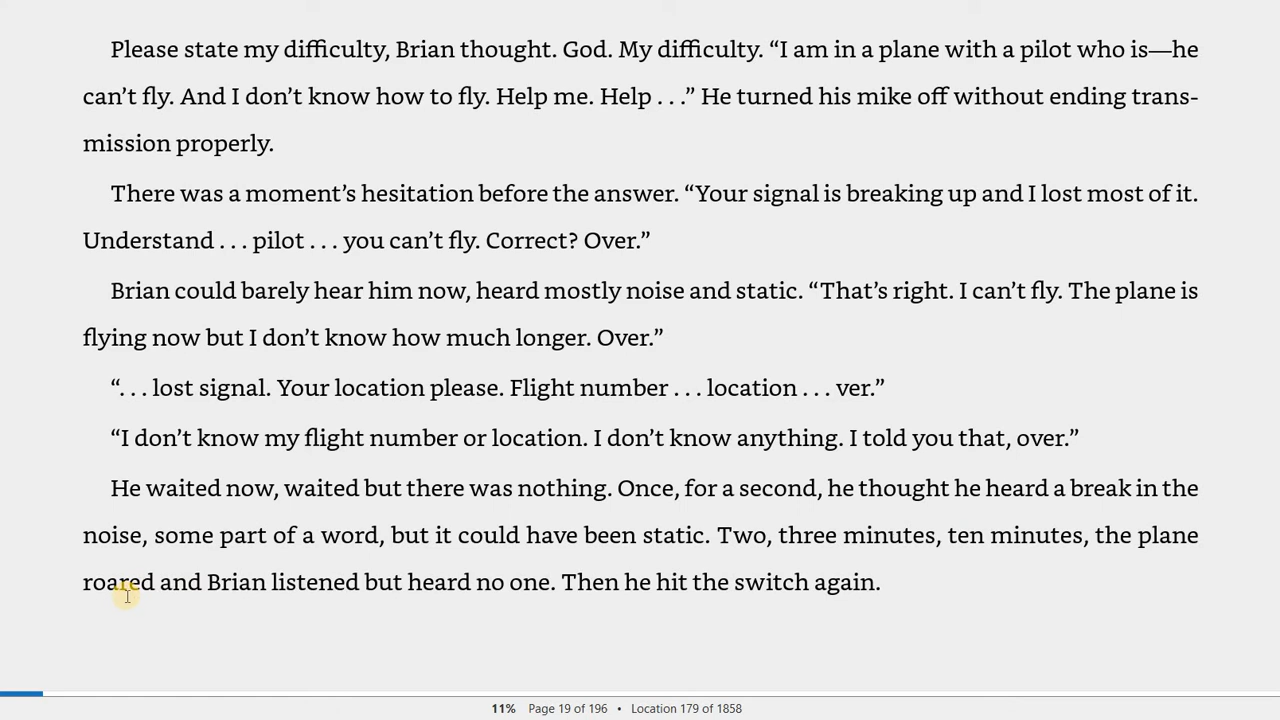 Please state my difficulty, Brian thought. God. My difficulty. “I am in a plane with a pilot who is—he
can’t fly. And I don’t know how to fly. Help me. Help . . .” He turned his mike off without ending trans-
mission properly.
There was a moment’s hesitation before the answer. “Your signal is breaking up and I lost most of it.
Understand . . . pilot . . . you can’t fly. Correct? Over.”
Brian could barely hear him now, heard mostly noise and static. “That’s right. I can’t fly. The plane is
flying now but I don’t know how much longer. Over.”
“. . . lost signal. Your location please. Flight number . . . location . . . ver.”
“I don’t know my flight number or location. I don’t know anything. I told you that, over.”
He waited now, waited but there was nothing. Once, for a second, he thought he heard a break in the
noise, some part of a word, but it could have been static. Two, three minutes, ten minutes, the plane
roared and Brian listened but heard no one. Then he hit the switch again.
11% Page 19 of 196 • Location 179 of 1858